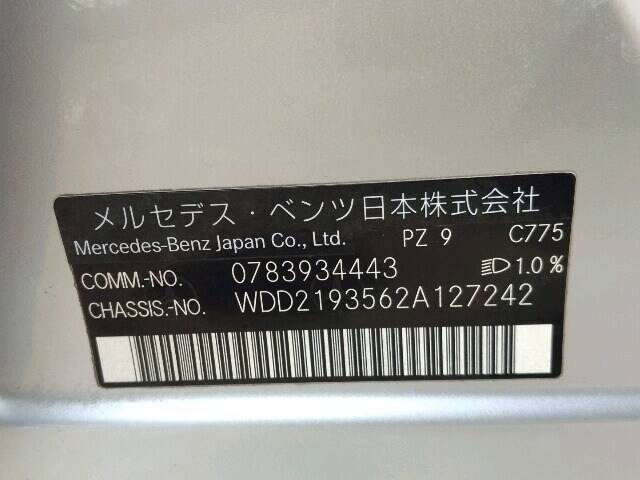 メルセデス・ベンツ日本株式会社
Mercedes-Benz Japan Co., Ltd. PZ 9 C775
COMM.-NO. 0783934443 1.0 %
CHASSIS.-NO. WDD2193562A127242